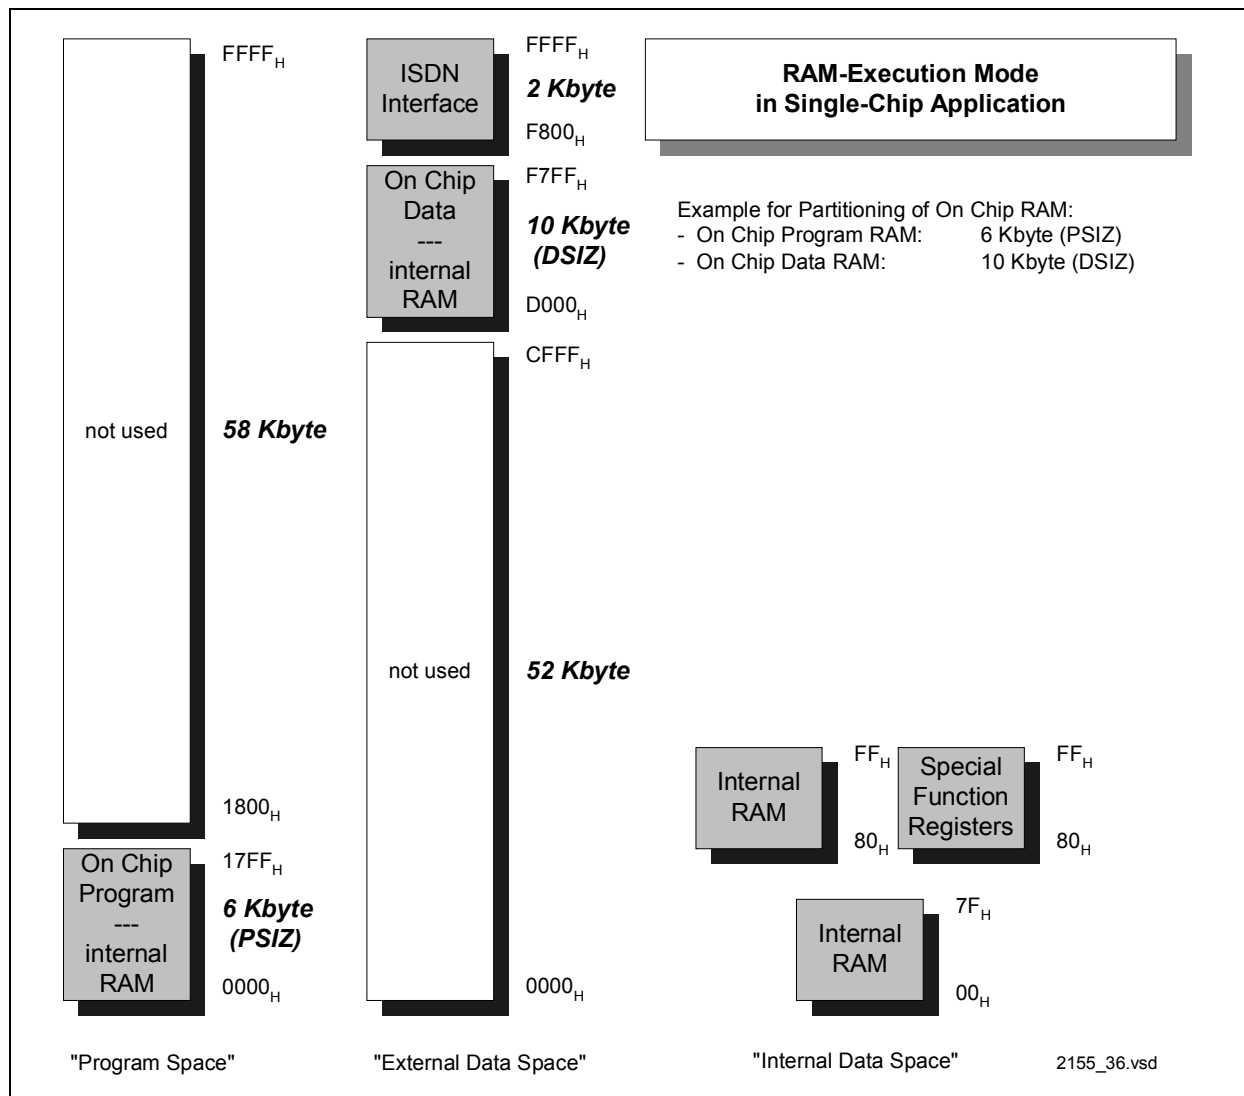 FFFFH
ISDN
Interface
FFFFH
2 Kbyte
F800H
RAM-Execution Mode
in Single-Chip Application
On Chip
Data
---
internal
RAM
F7FFH
10 Kbyte
(DSIZ)
D000H
Example for Partitioning of On Chip RAM:
- On Chip Program RAM: 6 Kbyte (PSIZ)
- On Chip Data RAM: 10 Kbyte (DSIZ)
CFFFH
not used
58 Kbyte
not used
52 Kbyte
1800H
Internal
RAM
FFH
80H
Special
Function
Registers
FFH
80H
On Chip
Program
---
internal
RAM
17FFH
6 Kbyte
(PSIZ)
0000H
0000H
Internal
RAM
7FH
00H
"Program Space"
"External Data Space"
"Internal Data Space"
2155_36.vsd